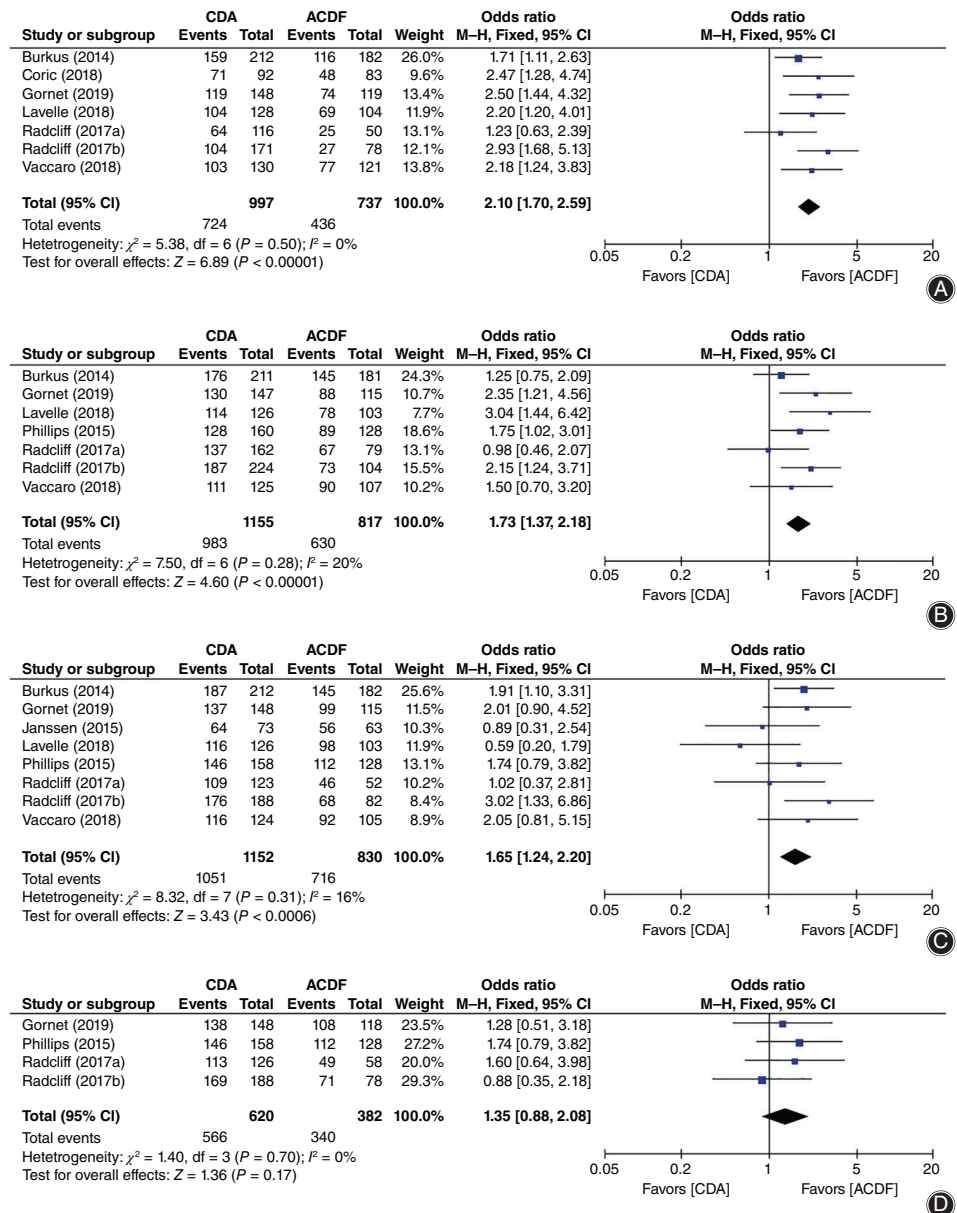 CDA ACDF Odds ratio Odds ratio
Study or subgroup Events Total Events Total Weight M–H, Fixed, 95% CI M–H, Fixed, 95% CI
Burkus (2014) 159 212 116 182 26.0% 1.71 [1.11, 2.63]
Coric (2018) 71 92 48 83 9.6% 2.47 [1.28, 4.74]
Gornet (2019) 119 148 74 119 13.4% 2.50 [1.44, 4.32]
Lavelle (2018) 104 128 69 104 11.9% 2.20 [1.20, 4.01]
Radcliff (2017a) 64 116 25 50 13.1% 1.23 [0.63, 2.39]
Radcliff (2017b) 104 171 27 78 12.1% 2.93 [1.68, 5.13]
Vaccaro (2018) 103 130 77 121 13.8% 2.18 [1.24, 3.83]
Total (95% CI) 997 737 100.0% 2.10 [1.70, 2.59]
Total events 724 436
Hetetrogeneity: χ² = 5.38, df = 6 (P = 0.50); I² = 0%
Test for overall effects: Z = 6.89 (P < 0.00001)
0.05 0.2 1 5 20
Favors [CDA] Favors [ACDF]
A
CDA ACDF Odds ratio Odds ratio
Study or subgroup Events Total Events Total Weight M–H, Fixed, 95% CI M–H, Fixed, 95% CI
Burkus (2014) 176 211 145 181 24.3% 1.25 [0.75, 2.09]
Gornet (2019) 130 147 88 115 10.7% 2.35 [1.21, 4.56]
Lavelle (2018) 114 126 78 103 7.7% 3.04 [1.44, 6.42]
Phillips (2015) 128 160 89 128 18.6% 1.75 [1.02, 3.01]
Radcliff (2017a) 137 162 67 79 13.1% 0.98 [0.46, 2.07]
Radcliff (2017b) 187 224 73 104 15.5% 2.15 [1.24, 3.71]
Vaccaro (2018) 111 125 90 107 10.2% 1.50 [0.70, 3.20]
Total (95% CI) 1155 817 100.0% 1.73 [1.37, 2.18]
Total events 983 630
Hetetrogeneity: χ² = 7.50, df = 6 (P = 0.28); I² = 20%
Test for overall effects: Z = 4.60 (P < 0.00001)
0.05 0.2 1 5 20
Favors [CDA] Favors [ACDF]
B
CDA ACDF Odds ratio Odds ratio
Study or subgroup Events Total Events Total Weight M–H, Fixed, 95% CI M–H, Fixed, 95% CI
Burkus (2014) 187 212 145 182 25.6% 1.91 [1.10, 3.31]
Gornet (2019) 137 148 99 115 11.5% 2.01 [0.90, 4.52]
Janssen (2015) 64 73 56 63 10.3% 0.89 [0.31, 2.54]
Lavelle (2018) 116 126 98 103 11.9% 0.59 [0.20, 1.79]
Phillips (2015) 146 158 112 128 13.1% 1.74 [0.79, 3.82]
Radcliff (2017a) 109 123 46 52 10.2% 1.02 [0.37, 2.81]
Radcliff (2017b) 176 188 68 82 8.4% 3.02 [1.33, 6.86]
Vaccaro (2018) 116 124 92 105 8.9% 2.05 [0.81, 5.15]
Total (95% CI) 1152 830 100.0% 1.65 [1.24, 2.20]
Total events 1051 716
Hetetrogeneity: χ² = 8.32, df = 7 (P = 0.31); I² = 16%
Test for overall effects: Z = 3.43 (P < 0.0006)
0.05 0.2 1 5 20
Favors [CDA] Favors [ACDF]
C
CDA ACDF Odds ratio Odds ratio
Study or subgroup Events Total Events Total Weight M–H, Fixed, 95% CI M–H, Fixed, 95% CI
Gornet (2019) 138 148 108 118 23.5% 1.28 [0.51, 3.18]
Phillips (2015) 146 158 112 128 27.2% 1.74 [0.79, 3.82]
Radcliff (2017a) 113 126 49 58 20.0% 1.60 [0.64, 3.98]
Radcliff (2017b) 169 188 71 78 29.3% 0.88 [0.35, 2.18]
Total (95% CI) 620 382 100.0% 1.35 [0.88, 2.08]
Total events 566 340
Hetetrogeneity: χ² = 1.40, df = 3 (P = 0.70); I² = 0%
Test for overall effects: Z = 1.36 (P = 0.17)
0.05 0.2 1 5 20
Favors [CDA] Favors [ACDF]
D